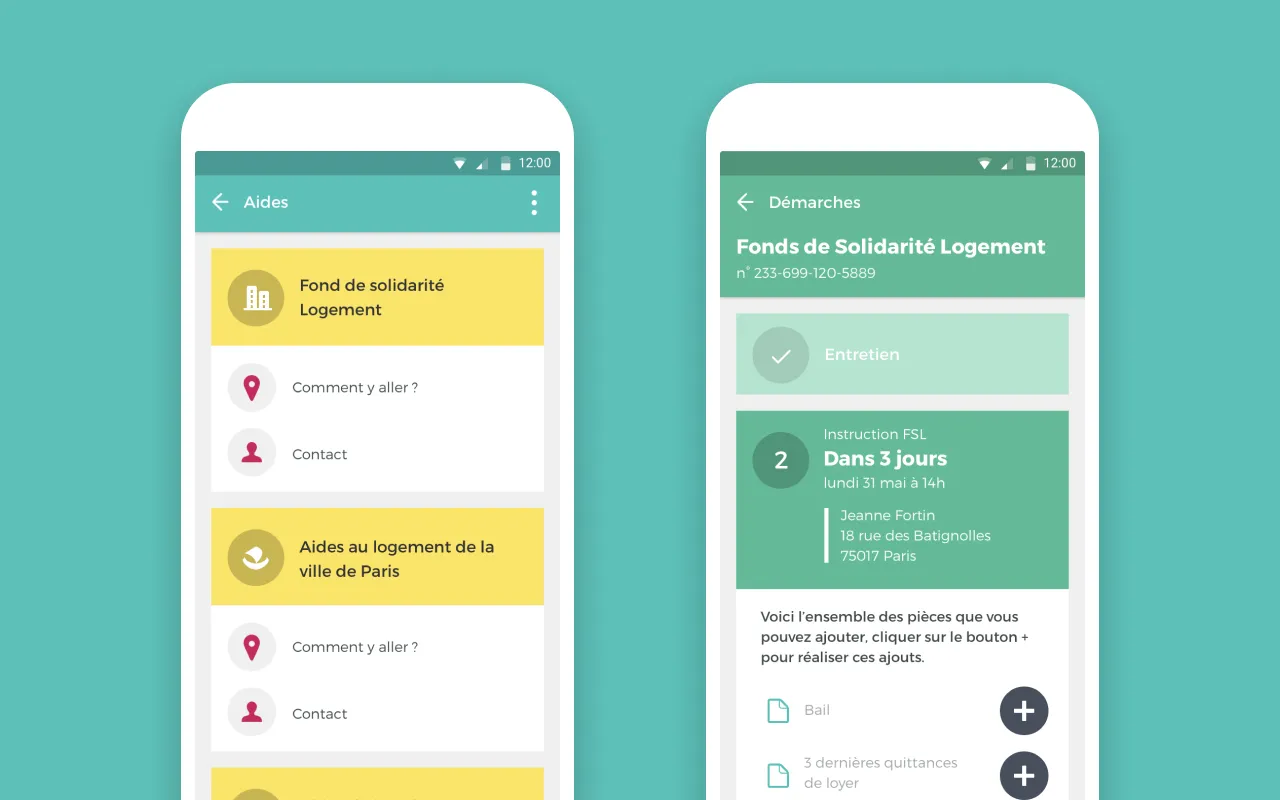 12:00
Aides
Fond de solidarité
Logement
Comment y aller ?
Contact
Aides au logement de la
ville de Paris
Comment y aller ?
Contact
12:00
Démarches
Fonds de Solidarité Logement
n° 233-699-120-5889
Entretien
2
Instruction FSL
Dans 3 jours
lundi 31 mai à 14h
Jeanne Fortin
18 rue des Batignolles
75017 Paris
Voici l'ensemble des pièces que vous
pouvez ajouter, cliquer sur le bouton +
pour réaliser ces ajouts.
Bail
3 dernières quittances
de loyer